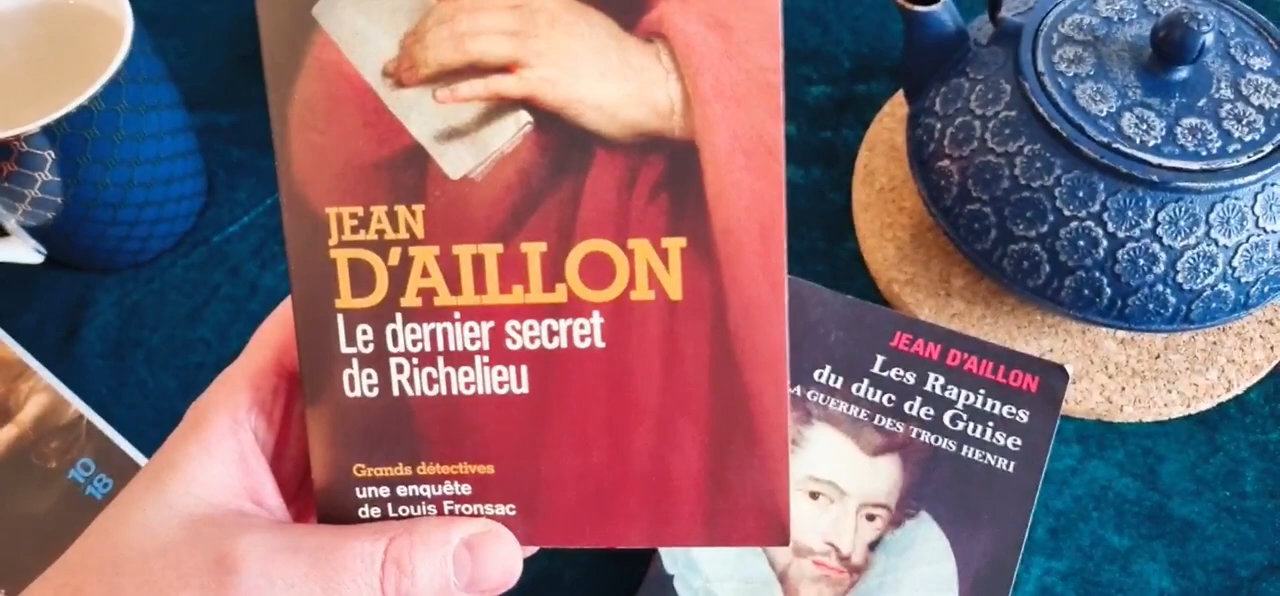 JEAN
D'AILLON
Le dernier secret
de Richelieu
Grands détectives
une enquête
de Louis Fronsac
JEAN D'AILLON
Les Rapines
du duc de Guise
LA GUERRE DES TROIS HENRI
10
18